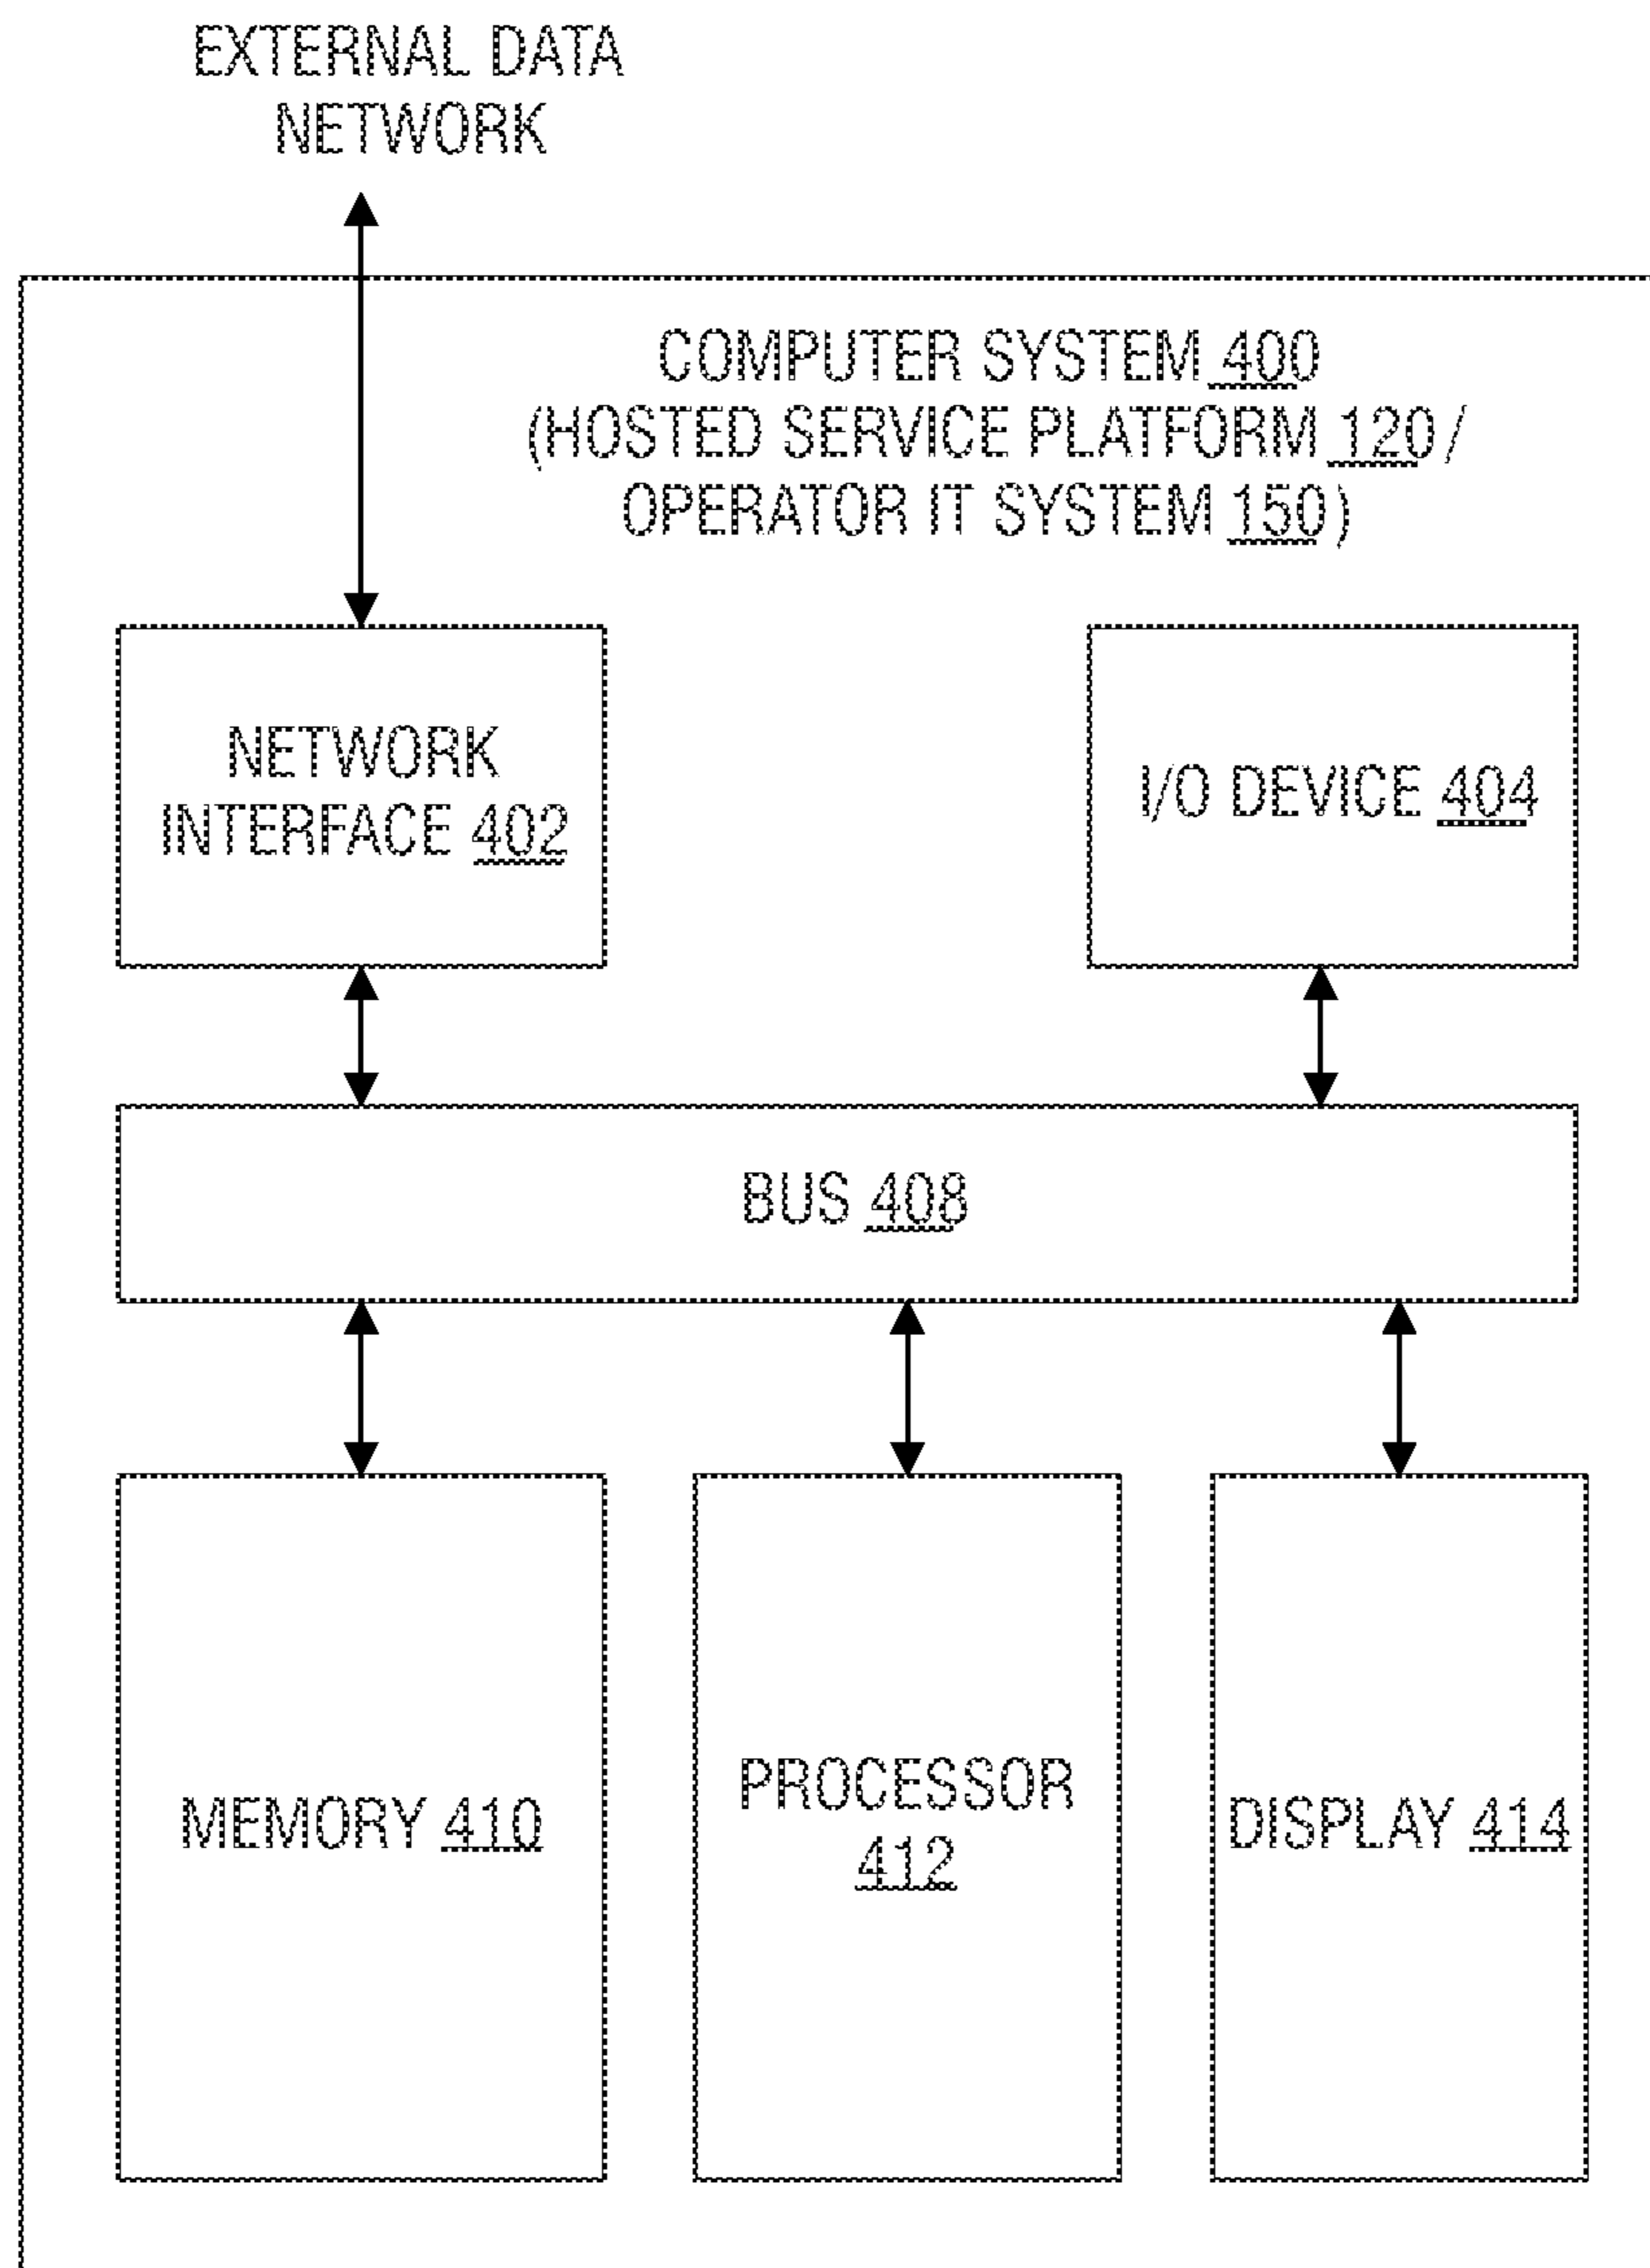 EXTERNAL DATA
NETWORK
COMPUTER SYSTEM 400
(HOSTED SERVICE PLATFORM 120 /
OPERATOR IT SYSTEM 150)
NETWORK
INTERFACE 402
I/O DEVICE 404
BUS 408
MEMORY 410
PROCESSOR
412
DISPLAY 414